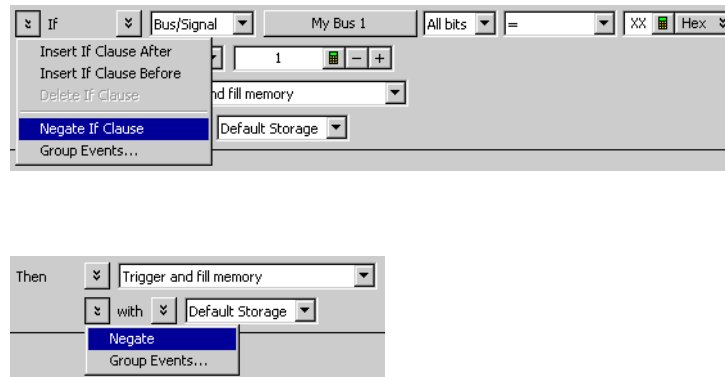 If Bus/Signal My Bus 1 All bits = XX Hex
Insert If Clause After
1
Insert If Clause Before
Delete If Clause
nd fill memory
Negate If Clause
Default Storage
Group Events...
Then Trigger and fill memory
with Default Storage
Negate
Group Events...